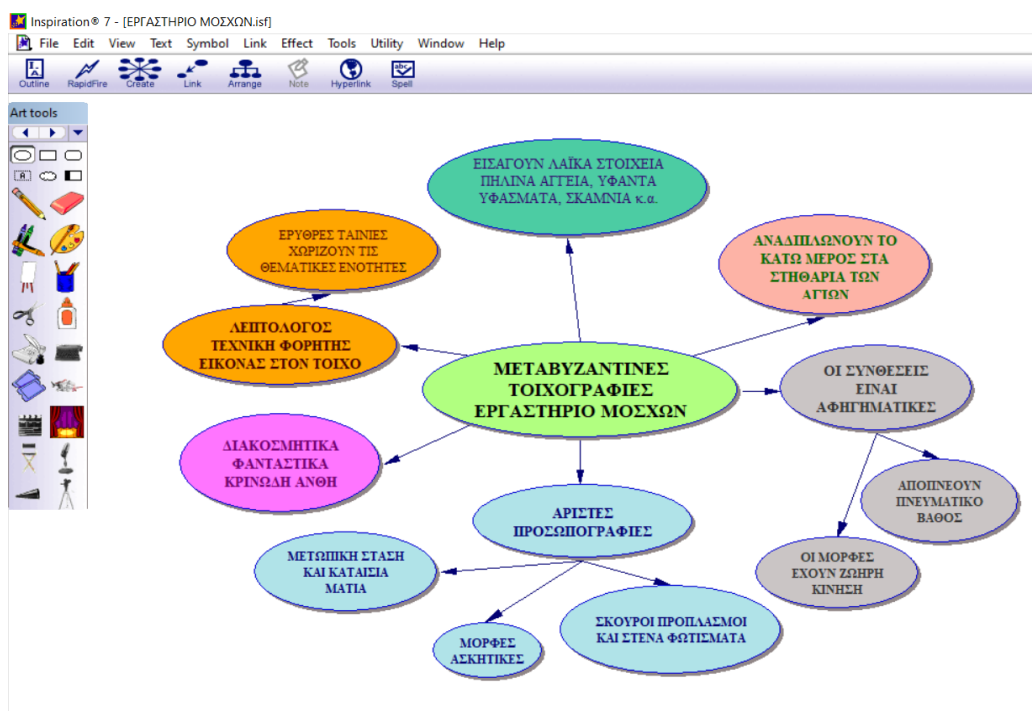 Inspiration® 7 - [ΕΡΓΑΣΤΗΡΙΟ ΜΟΣΧΩΝ.isf]
File Edit View Text Symbol Link Effect Tools Utility Window Help
Outline RapidFire Create Link Arrange Note Hyperlink Spell
Art tools
ΕΙΣΑΓΟΥΝ ΛΑΪΚΑ ΣΤΟΙΧΕΙΑ
ΠΗΛΙΝΑ ΑΓΓΕΙΑ, ΥΦΑΝΤΑ
ΥΦΑΣΜΑΤΑ, ΣΚΑΜΝΙΑ κ.α.
ΕΡΥΘΡΕΣ ΤΑΙΝΙΕΣ
ΧΩΡΙΖΟΥΝ ΤΙΣ
ΘΕΜΑΤΙΚΕΣ ΕΝΟΤΗΤΕΣ
ΑΝΑΔΙΠΛΩΝΟΥΝ ΤΟ
ΚΑΤΩ ΜΕΡΟΣ ΣΤΑ
ΣΤΗΘΑΡΙΑ ΤΩΝ
ΑΓΙΩΝ
ΛΕΠΤΟΛΟΓΟΣ
ΤΕΧΝΙΚΗ ΦΟΡΗΤΗΣ
ΕΙΚΟΝΑΣ ΣΤΟΝ ΤΟΙΧΟ
ΜΕΤΑΒΥΖΑΝΤΙΝΕΣ
ΤΟΙΧΟΓΡΑΦΙΕΣ
ΕΡΓΑΣΤΗΡΙΟ ΜΟΣΧΩΝ
ΟΙ ΣΥΝΘΕΣΕΙΣ
ΕΙΝΑΙ
ΑΦΗΓΗΜΑΤΙΚΕΣ
ΔΙΑΚΟΣΜΗΤΙΚΑ
ΦΑΝΤΑΣΤΙΚΑ
ΚΡΙΝΩΔΗ ΑΝΘΗ
ΑΠΟΠΝΕΟΥΝ
ΠΝΕΥΜΑΤΙΚΟ
ΒΑΘΟΣ
ΑΡΙΣΤΕΣ
ΠΡΟΣΩΠΟΓΡΑΦΙΕΣ
ΜΕΤΩΠΙΚΗ ΣΤΑΣΗ
ΚΑΙ ΚΑΤΑΙΣΙΑ
ΜΑΤΙΑ
ΟΙ ΜΟΡΦΕΣ
ΕΧΟΥΝ ΖΩΗΡΗ
ΚΙΝΗΣΗ
ΣΚΟΥΡΟΙ ΠΡΟΠΛΑΣΜΟΙ
ΚΑΙ ΣΤΕΝΑ ΦΩΤΙΣΜΑΤΑ
ΜΟΡΦΕΣ
ΑΣΚΗΤΙΚΕΣ